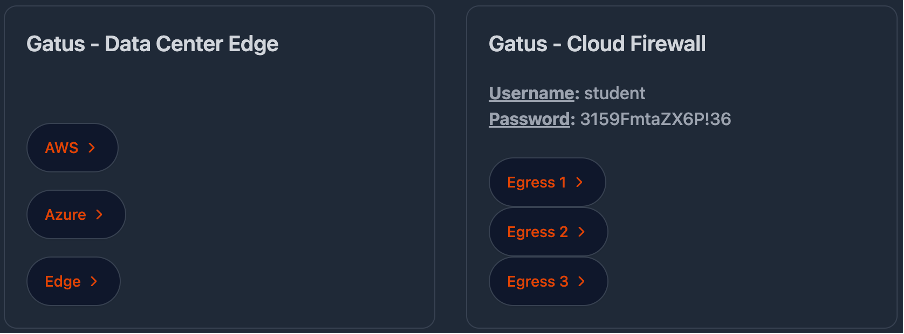 Gatus - Data Center Edge
AWS >
Azure >
Edge >
Gatus - Cloud Firewall
Username: student
Password: 3159FmtaZX6P!36
Egress 1 >
Egress 2 >
Egress 3 >